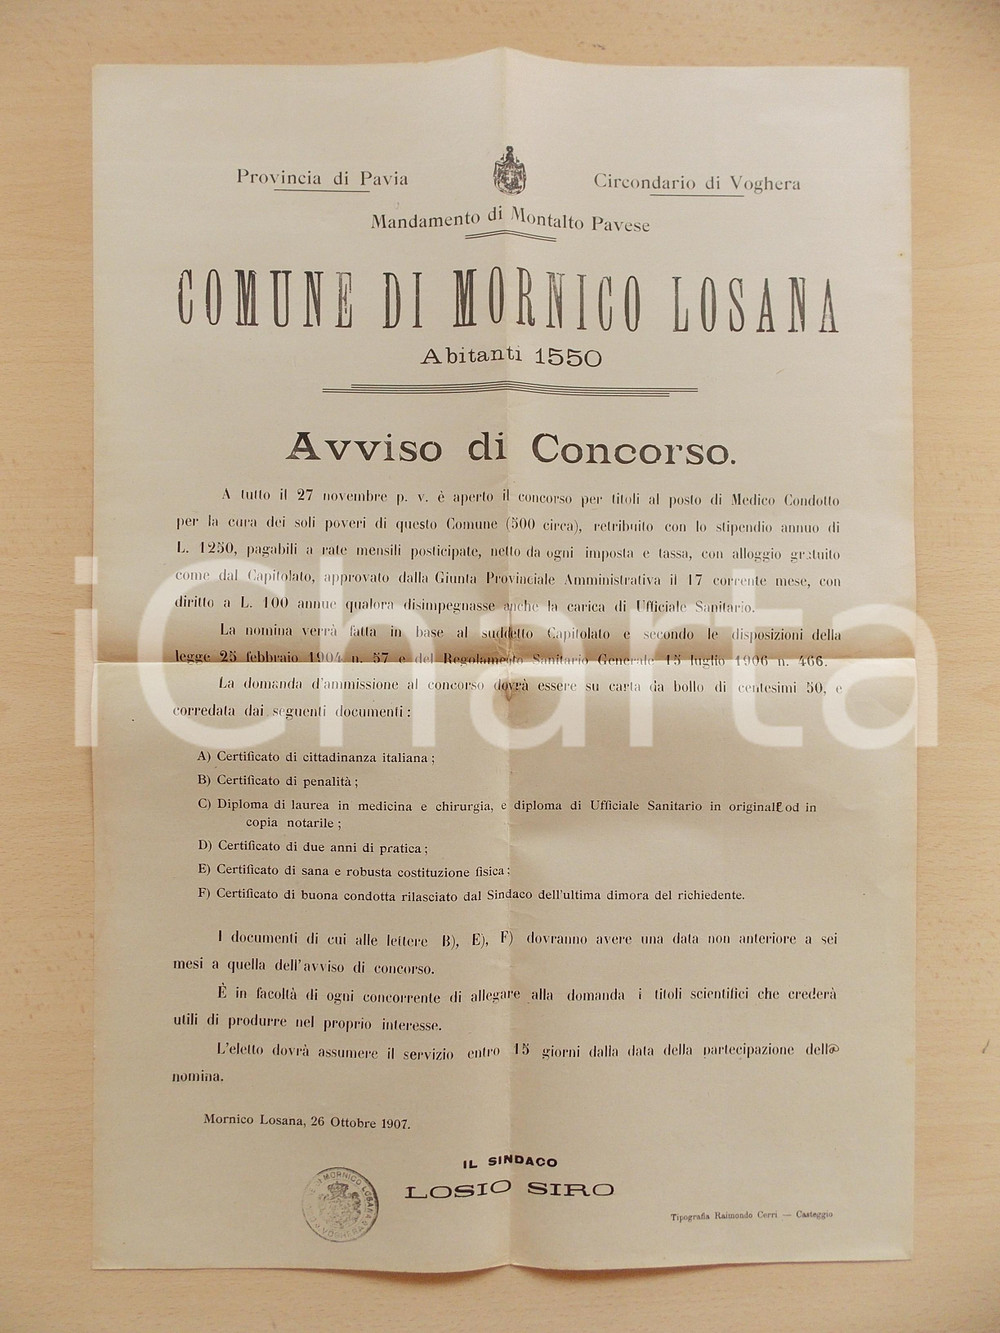 Provincia di Pavia
Circondario di Voghera
Mandamento di Montalto Pavese
COMUNE DI MORNICO LOSANA
Abitanti 1550
Avviso di Concorso.
A tutto il 27 novembre p. v. è aperto il concorso per titoli al posto di Medico Condotto
per la cura dei soli poveri di questo Comune (500 circa), retribuito con lo stipendio annuo di
L. 1250, pagabili a rate mensili posticipate, netto da ogni imposta e tassa, con alloggio gratuito
come dal Capitolato, approvato dalla Giunta Provinciale Amministrativa il 17 corrente mese, con
diritto a L. 100 annue qualora disimpegnasse anche la carica di Ufficiale Sanitario.
La nomina verrà fatta in base al suddetto Capitolato e secondo le disposizioni della
legge 25 febbraio 1904 n. 57 e del Regolamento Sanitario Generale 15 luglio 1906 n. 466.
La domanda d'ammissione al concorso dovrà essere su carta da bollo di centesimi 50, e
corredata dai seguenti documenti:
A) Certificato di cittadinanza italiana;
B) Certificato di penalità;
C) Diploma di laurea in medicina e chirurgia, e diploma di Ufficiale Sanitario in original£ od in
copia notarile;
D) Certificato di due anni di pratica;
E) Certificato di sana e robusta costituzione fisica;
F) Certificato di buona condotta rilasciato dal Sindaco dell'ultima dimora del richiedente.
I documenti di cui alle lettere B), E), F) dovranno avere una data non anteriore a sei
mesi a quella dell'avviso di concorso.
È in facoltà di ogni concorrente di allegare alla domanda i titoli scientifici che crederà
utili di produrre nel proprio interesse.
L'eletto dovrà assumere il servizio entro 15 giorni dalla data della partecipazione dell@
nomina.
Mornico Losana, 26 Ottobre 1907.
IL SINDACO
LOSIO SIRO
DI MORNICO LOSANA
VOGHERA
Tipografia Raimondo Cerri — Casteggio
iCharta